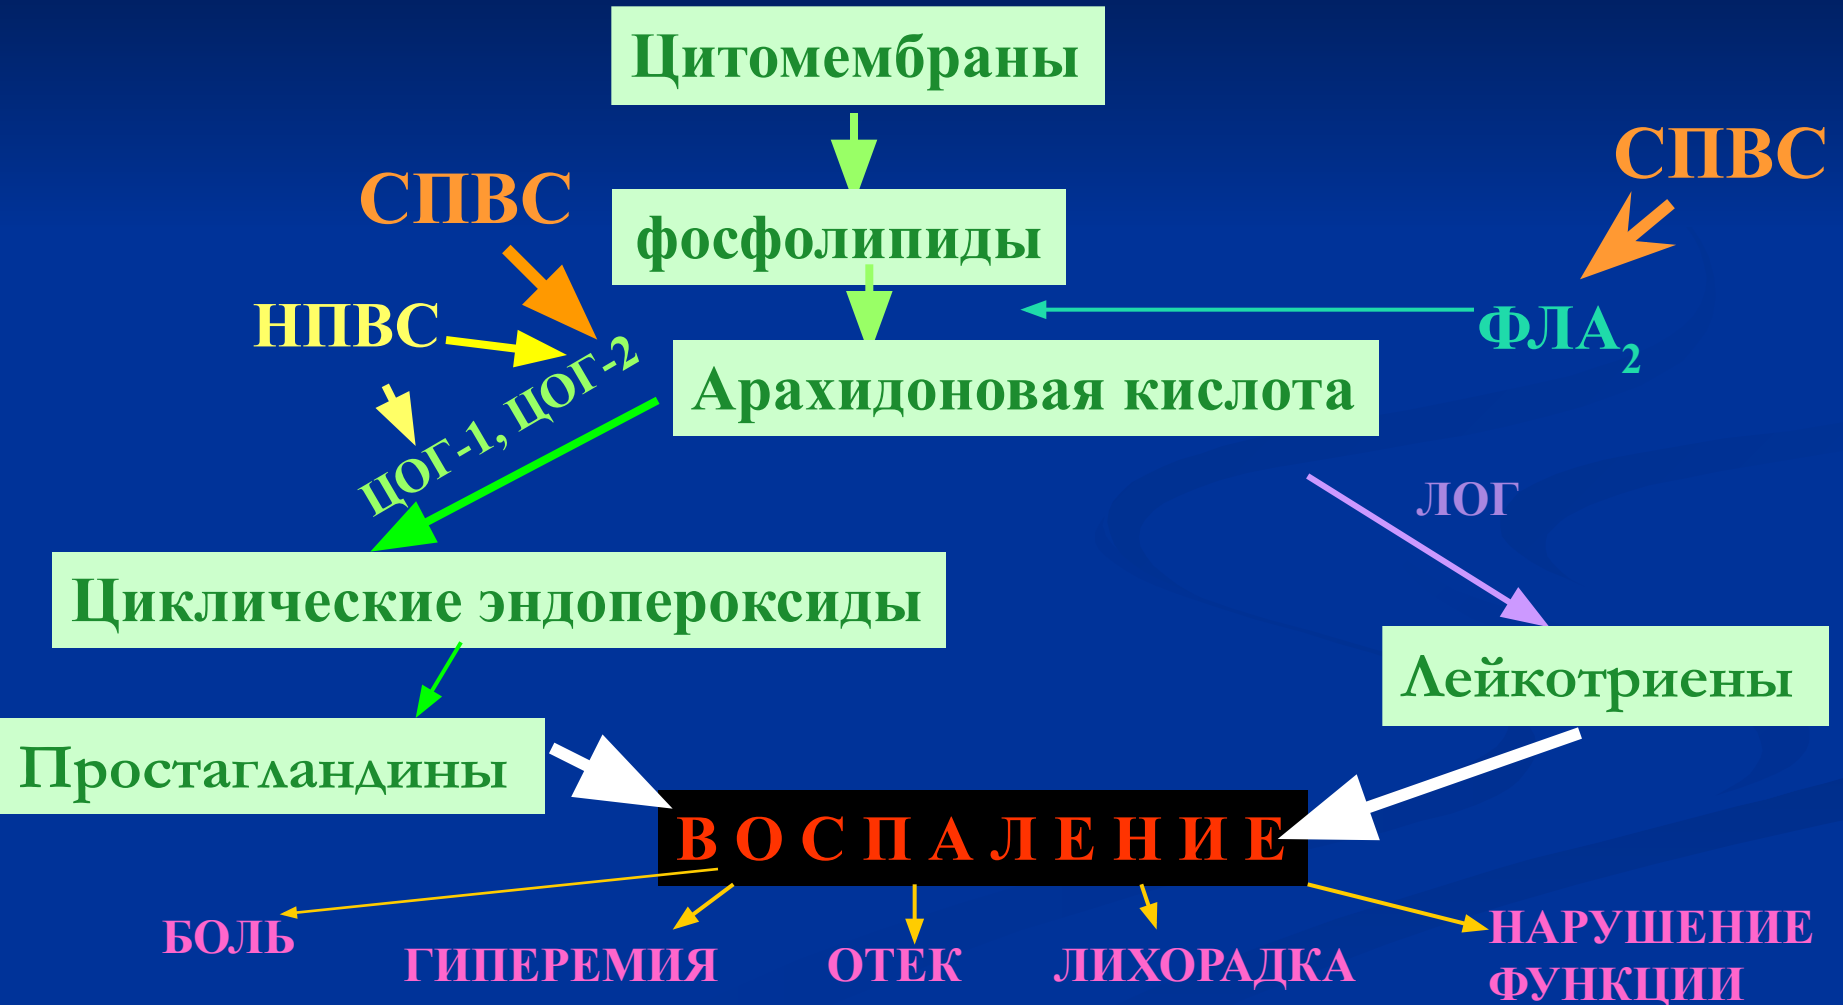 Цитомембраны
СПВС
СПВС
фосфолипиды
НПВС
ФЛА2
ЦОГ-1, ЦОГ-2
Арахидоновая кислота
ЛОГ
Циклические эндопероксиды
Лейкотриены
Простагландины
В О С П А Л Е Н И Е
БОЛЬ
ГИПЕРЕМИЯ
ОТЕК
ЛИХОРАДКА
НАРУШЕНИЕ
ФУНКЦИИ